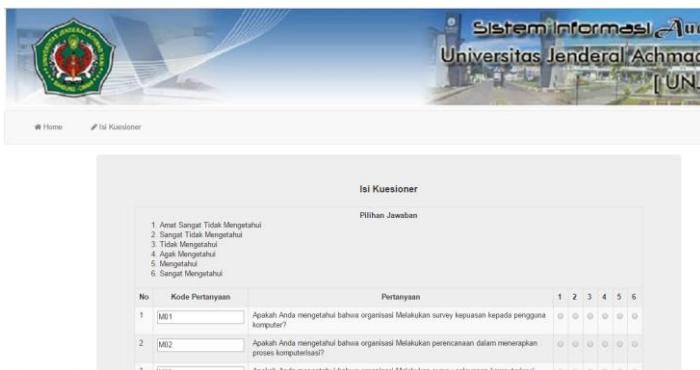 Sistem Informasi
Universitas Jenderal Achmad
[ UNJ
Home
Isi Kuesioner
Isi Kuesioner
Pilihan Jawaban
1. Amat Sangat Tidak Mengetahui
2. Sangat Tidak Mengetahui
3. Tidak Mengetahui
4. Agak Mengetahui
5. Mengetahui
6. Sangat Mengetahui
No Kode Pertanyaan Pertanyaan 1 2 3 4 5 6
1 M01 Apakah Anda mengetahui bahwa organisasi Melakukan survey kepuasan kepada pengguna
komputer?
2 M02 Apakah Anda mengetahui bahwa organisasi Melakukan perencanaan dalam menerapkan
proses komputerisasi?